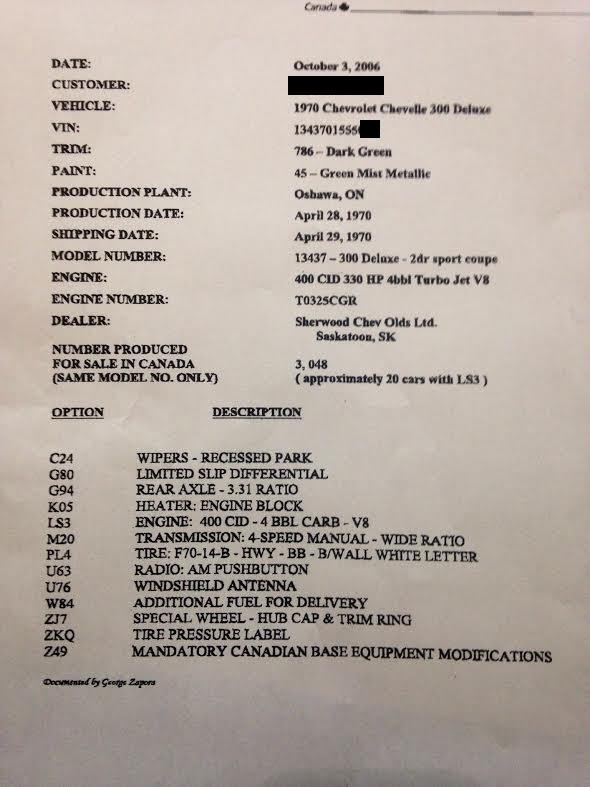 Canada
DATE: October 3, 2006
CUSTOMER:
VEHICLE: 1970 Chevrolet Chevelle 300 Deluxe
VIN: 1343701555
TRIM: 786 – Dark Green
PAINT: 45 – Green Mist Metallic
PRODUCTION PLANT: Oshawa, ON
PRODUCTION DATE: April 28, 1970
SHIPPING DATE: April 29, 1970
MODEL NUMBER: 13437 – 300 Deluxe - 2dr sport coupe
ENGINE: 400 CID 330 HP 4bbl Turbo Jet V8
ENGINE NUMBER: T0325CGR
DEALER: Sherwood Chev Olds Ltd.
Saskatoon, SK
NUMBER PRODUCED
FOR SALE IN CANADA 3, 048
(SAME MODEL NO. ONLY) ( approximately 20 cars with LS3 )
OPTION DESCRIPTION
C24 WIPERS - RECESSED PARK
G80 LIMITED SLIP DIFFERENTIAL
G94 REAR AXLE - 3.31 RATIO
K05 HEATER: ENGINE BLOCK
LS3 ENGINE: 400 CID - 4 BBL CARB - V8
M20 TRANSMISSION: 4-SPEED MANUAL - WIDE RATIO
PL4 TIRE: F70-14-B - HWY - BB - B/WALL WHITE LETTER
U63 RADIO: AM PUSHBUTTON
U76 WINDSHIELD ANTENNA
W84 ADDITIONAL FUEL FOR DELIVERY
ZJ7 SPECIAL WHEEL - HUB CAP & TRIM RING
ZKQ TIRE PRESSURE LABEL
Z49 MANDATORY CANADIAN BASE EQUIPMENT MODIFICATIONS
Documented by George Zapora